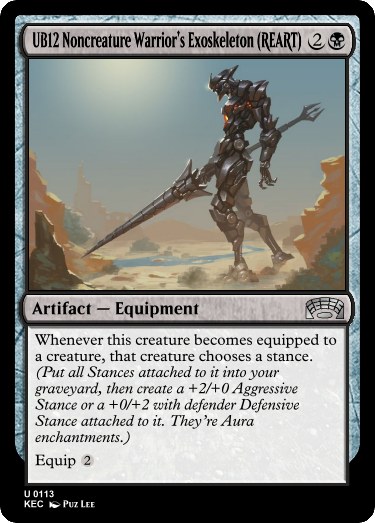 UB12 Noncreature Warrior's Exoskeleton (REART) 2
Artifact — Equipment
Whenever this creature becomes equipped to
a creature, that creature chooses a stance.
(Put all Stances attached to it into your
graveyard, then create a +2/+0 Aggressive
Stance or a +0/+2 with defender Defensive
Stance attached to it. They're Aura
enchantments.)
Equip 2
U 0113
KEC Puz Lee